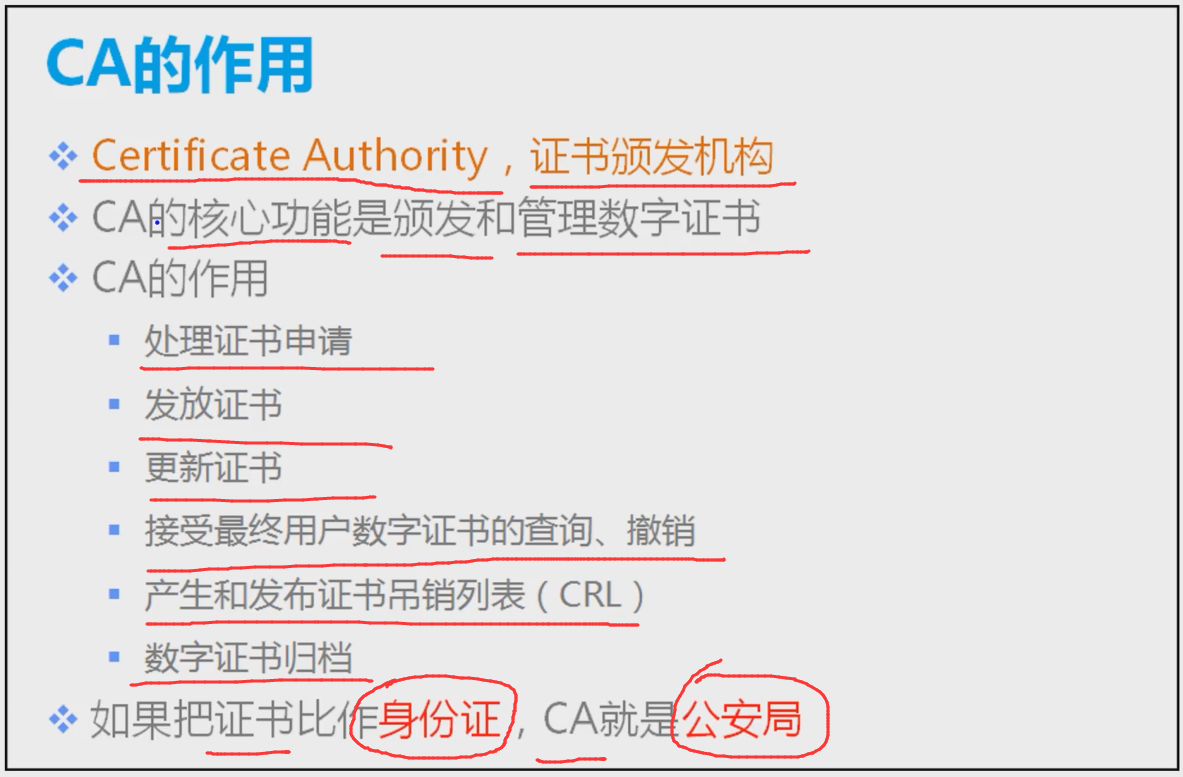 CA的作用
Certificate Authority，证书颁发机构
CA的核心功能是颁发和管理数字证书
CA的作用
处理证书申请
发放证书
更新证书
接受最终用户数字证书的查询、撤销
产生和发布证书吊销列表（CRL）
数字证书归档
如果把证书比作身份证，CA就是公安局